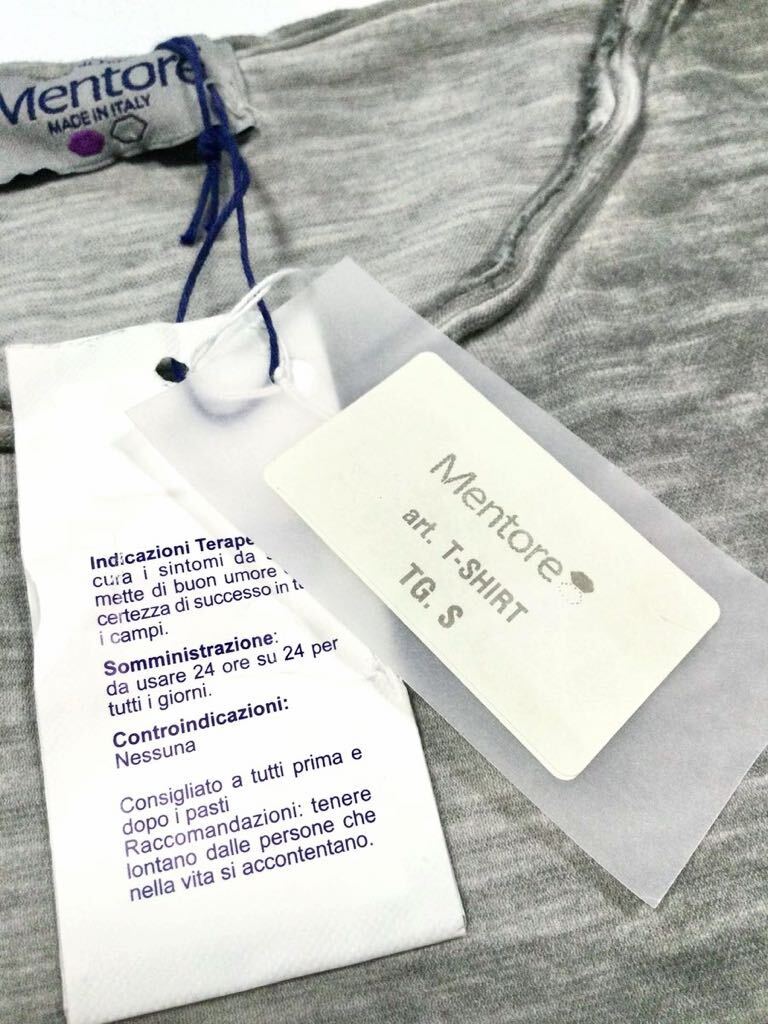 Mentore
MADE IN ITALY
Indicazioni
cura i sintomi da
mette di buon umore
certezza di successo in
i campi.
Somministrazione:
da usare 24 ore su 24 per
tutti i giorni.
Controindicazioni:
Nessuna
Consigliato a tutti prima e
dopo i pasti
Raccomandazioni: tenere
lontano dalle persone che
nella vita si accontentano.
Mentore
art. T-SHIRT
TG. S